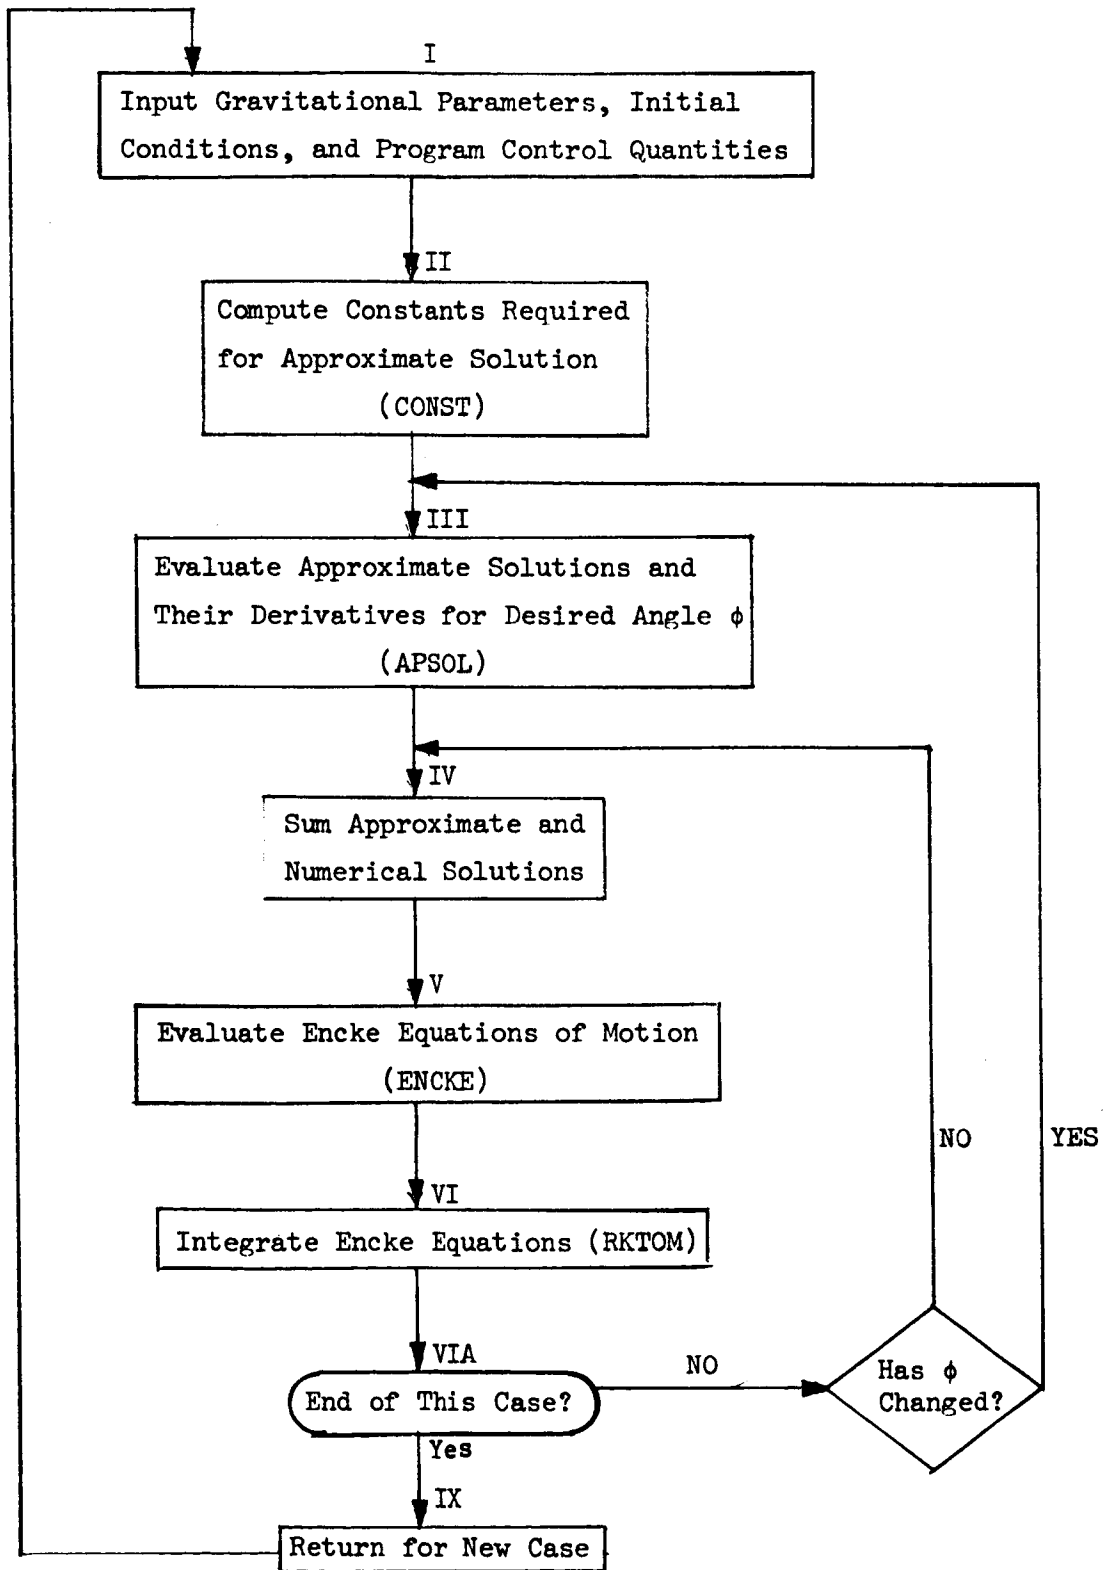 I
Input Gravitational Parameters, Initial
Conditions, and Program Control Quantities
II
Compute Constants Required
for Approximate Solution
(CONST)
III
Evaluate Approximate Solutions and
Their Derivatives for Desired Angle ϕ
(APSOL)
IV
Sum Approximate and
Numerical Solutions
V
Evaluate Encke Equations of Motion
(ENCKE)
NO
YES
VI
Integrate Encke Equations (RKTOM)
VIA
End of This Case?
NO
Has ϕ
Changed?
Yes
IX
Return for New Case